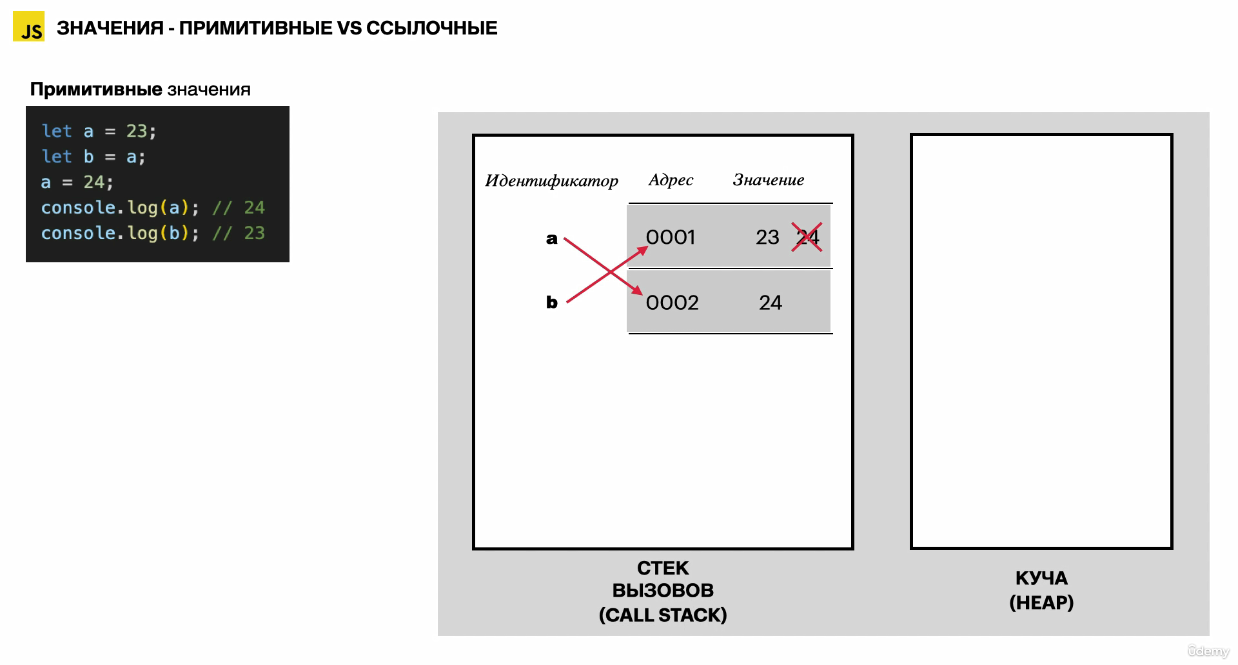 JS ЗНАЧЕНИЯ - ПРИМИТИВНЫЕ VS ССЫЛОЧНЫЕ
Примитивные значения
let a = 23;
let b = a;
a = 24;
console.log(a); // 24
console.log(b); // 23
Идентификатор Адрес Значение
a 0001 23 24
b 0002 24
СТЕК
ВЫЗОВОВ
(CALL STACK)
КУЧА
(HEAP)
ûdemy